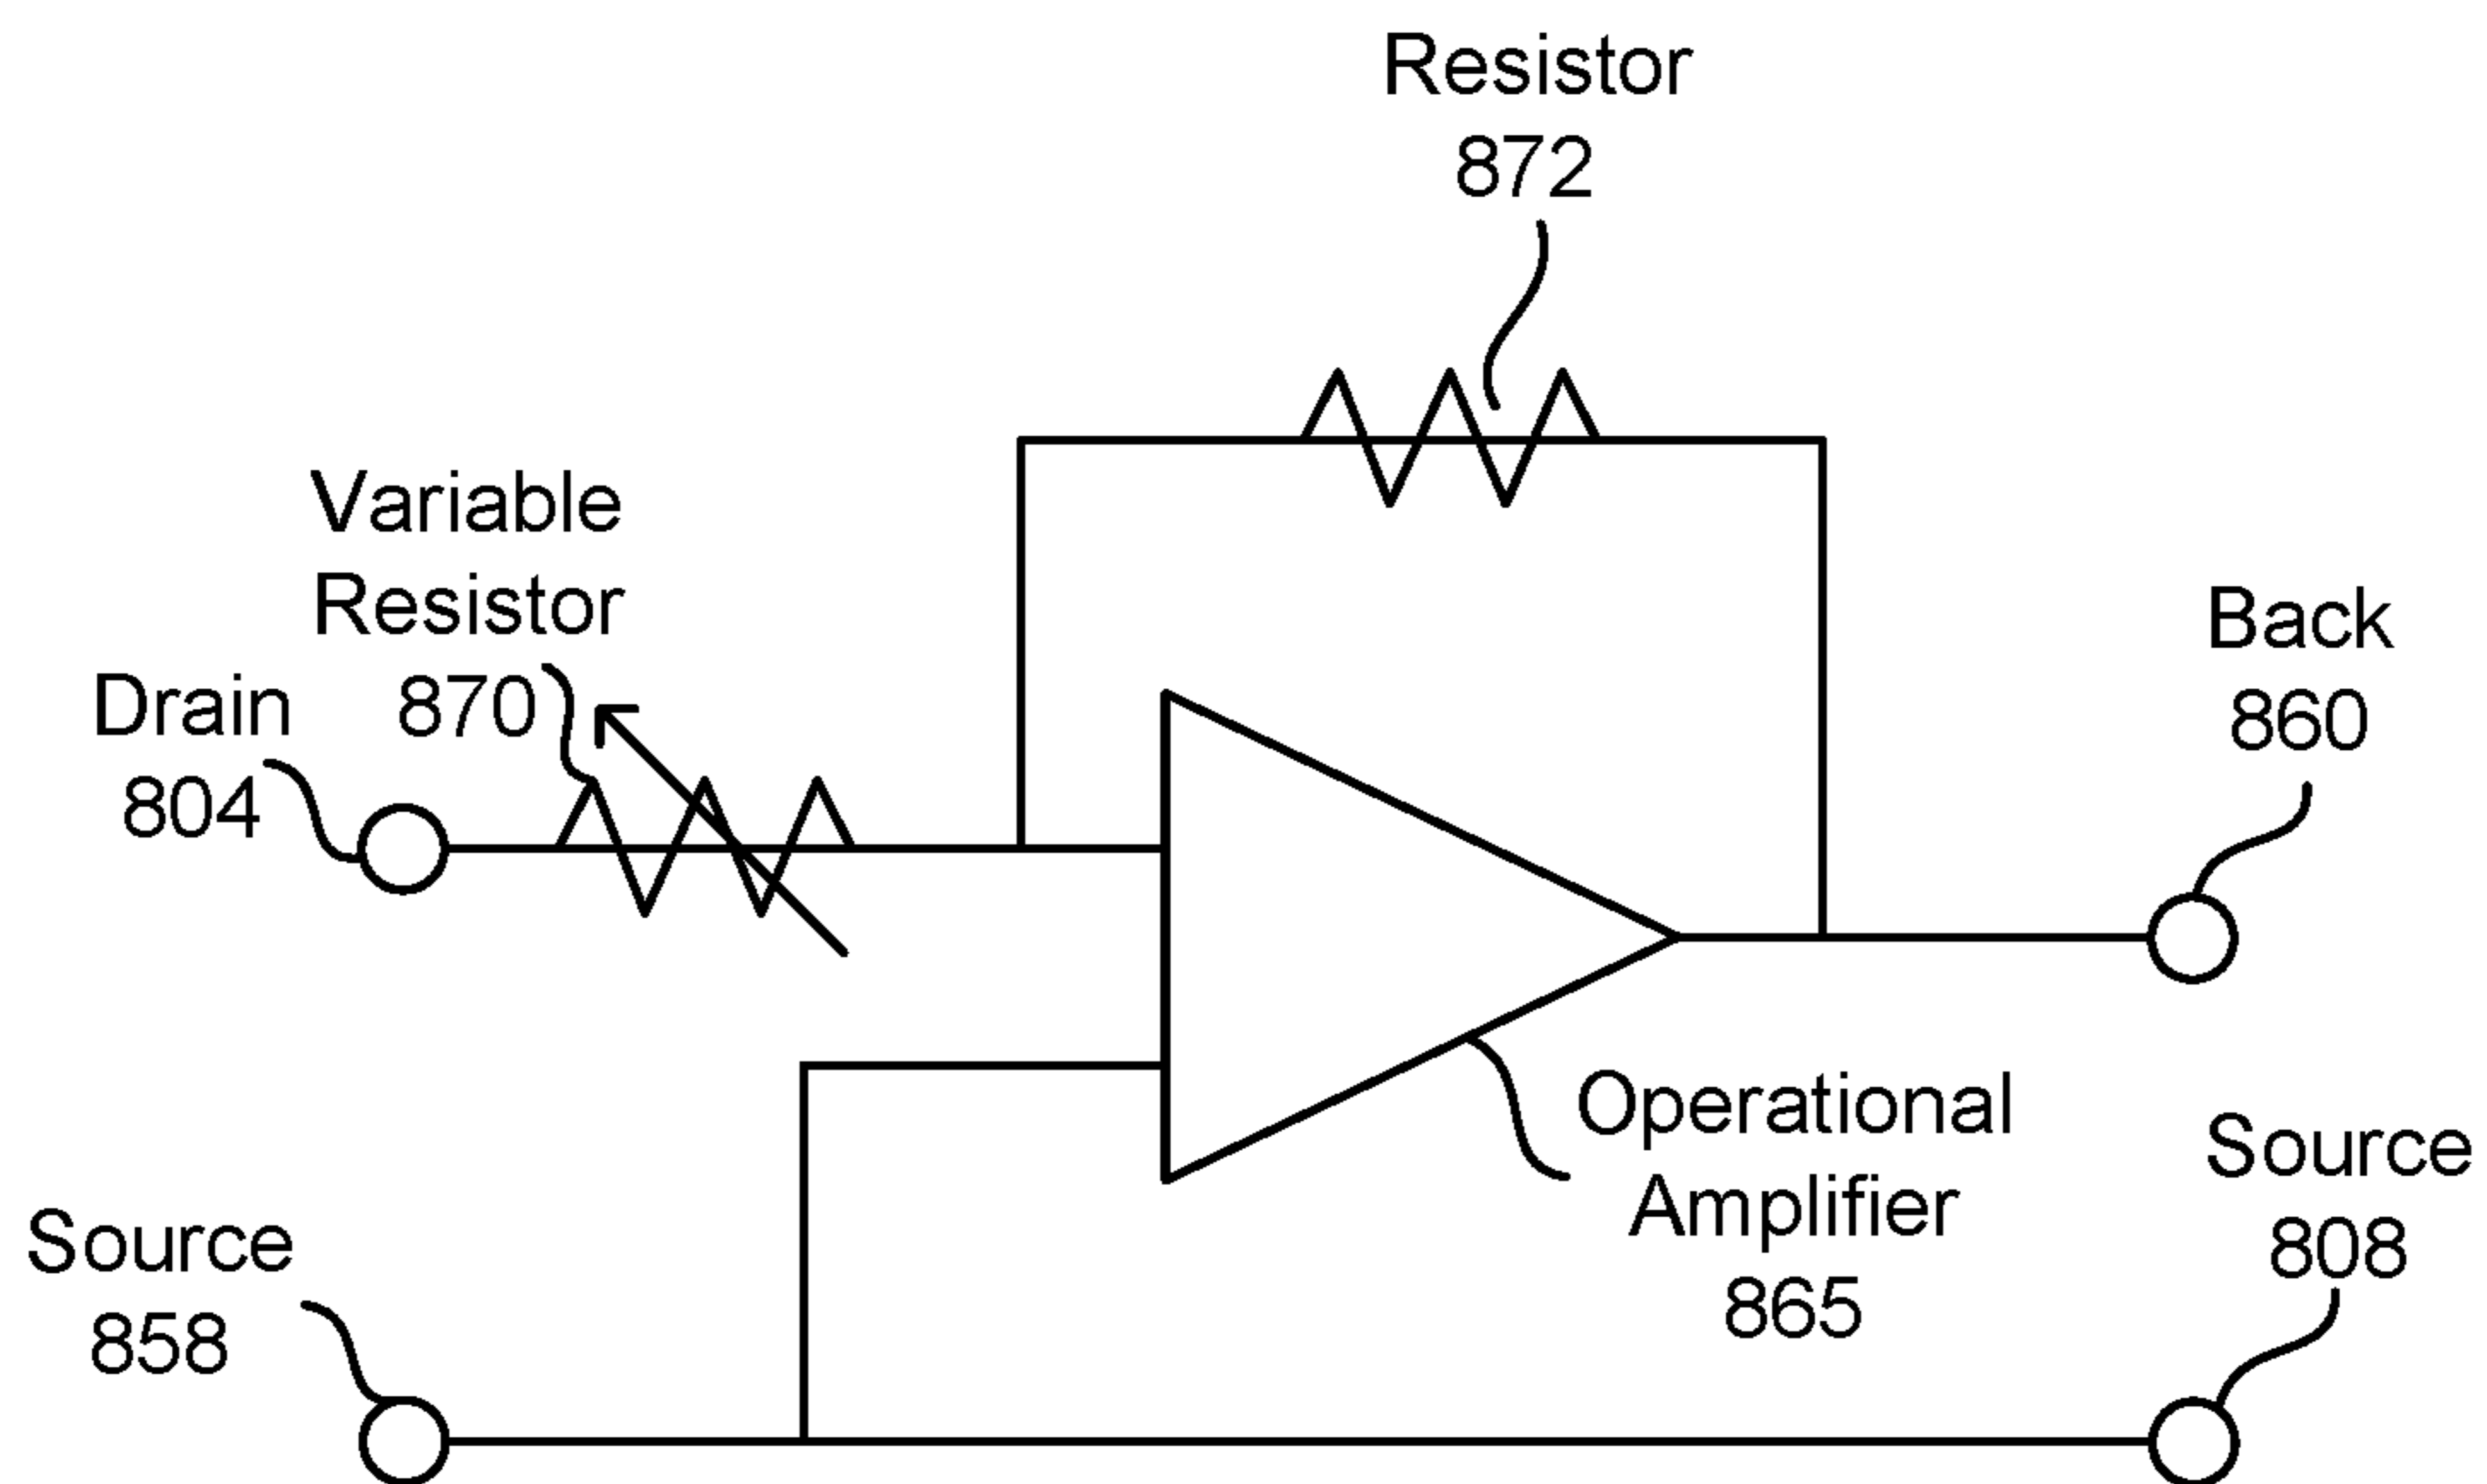 Resistor
872
Variable
Resistor
870
Drain
804
Back
860
Operational
Amplifier
865
Source
808
Source
858